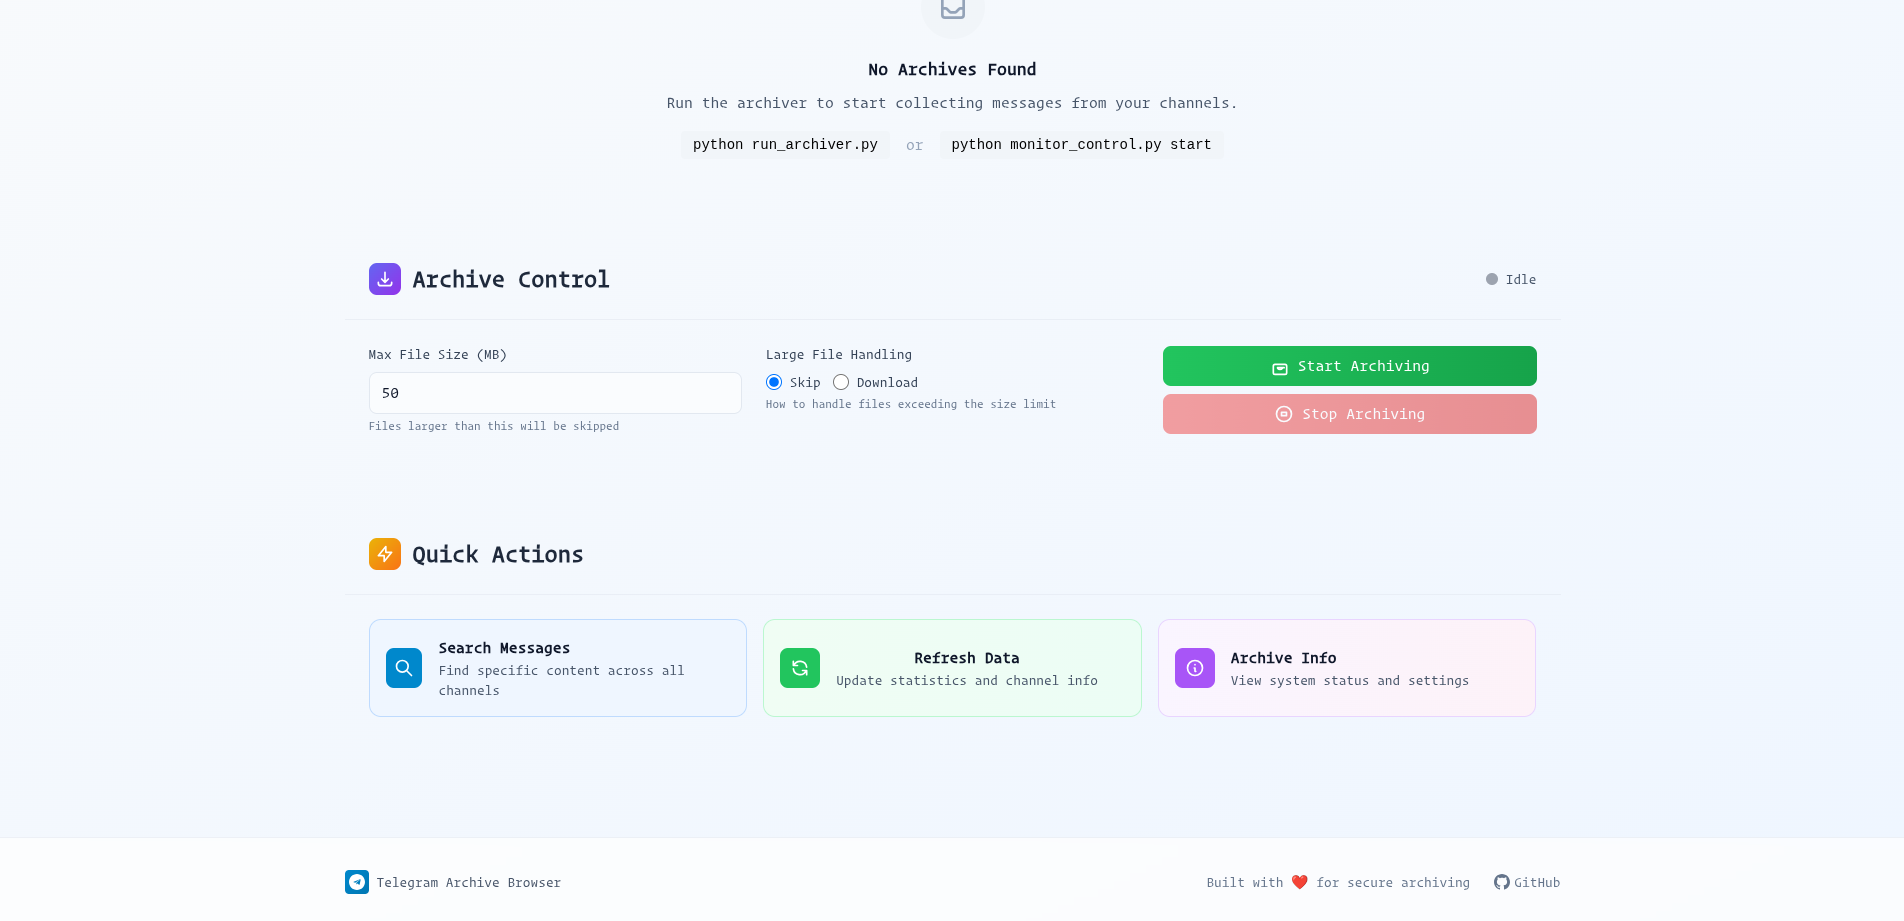 No Archives Found
Run the archiver to start collecting messages from your channels.
python run_archiver.py or python monitor_control.py start
Archive Control
Idle
Max File Size (MB)
50
Files larger than this will be skipped
Large File Handling
Skip Download
How to handle files exceeding the size limit
Start Archiving
Stop Archiving
Quick Actions
Search Messages
Find specific content across all
channels
Refresh Data
Update statistics and channel info
Archive Info
View system status and settings
Telegram Archive Browser
Built with ❤️ for secure archiving
GitHub